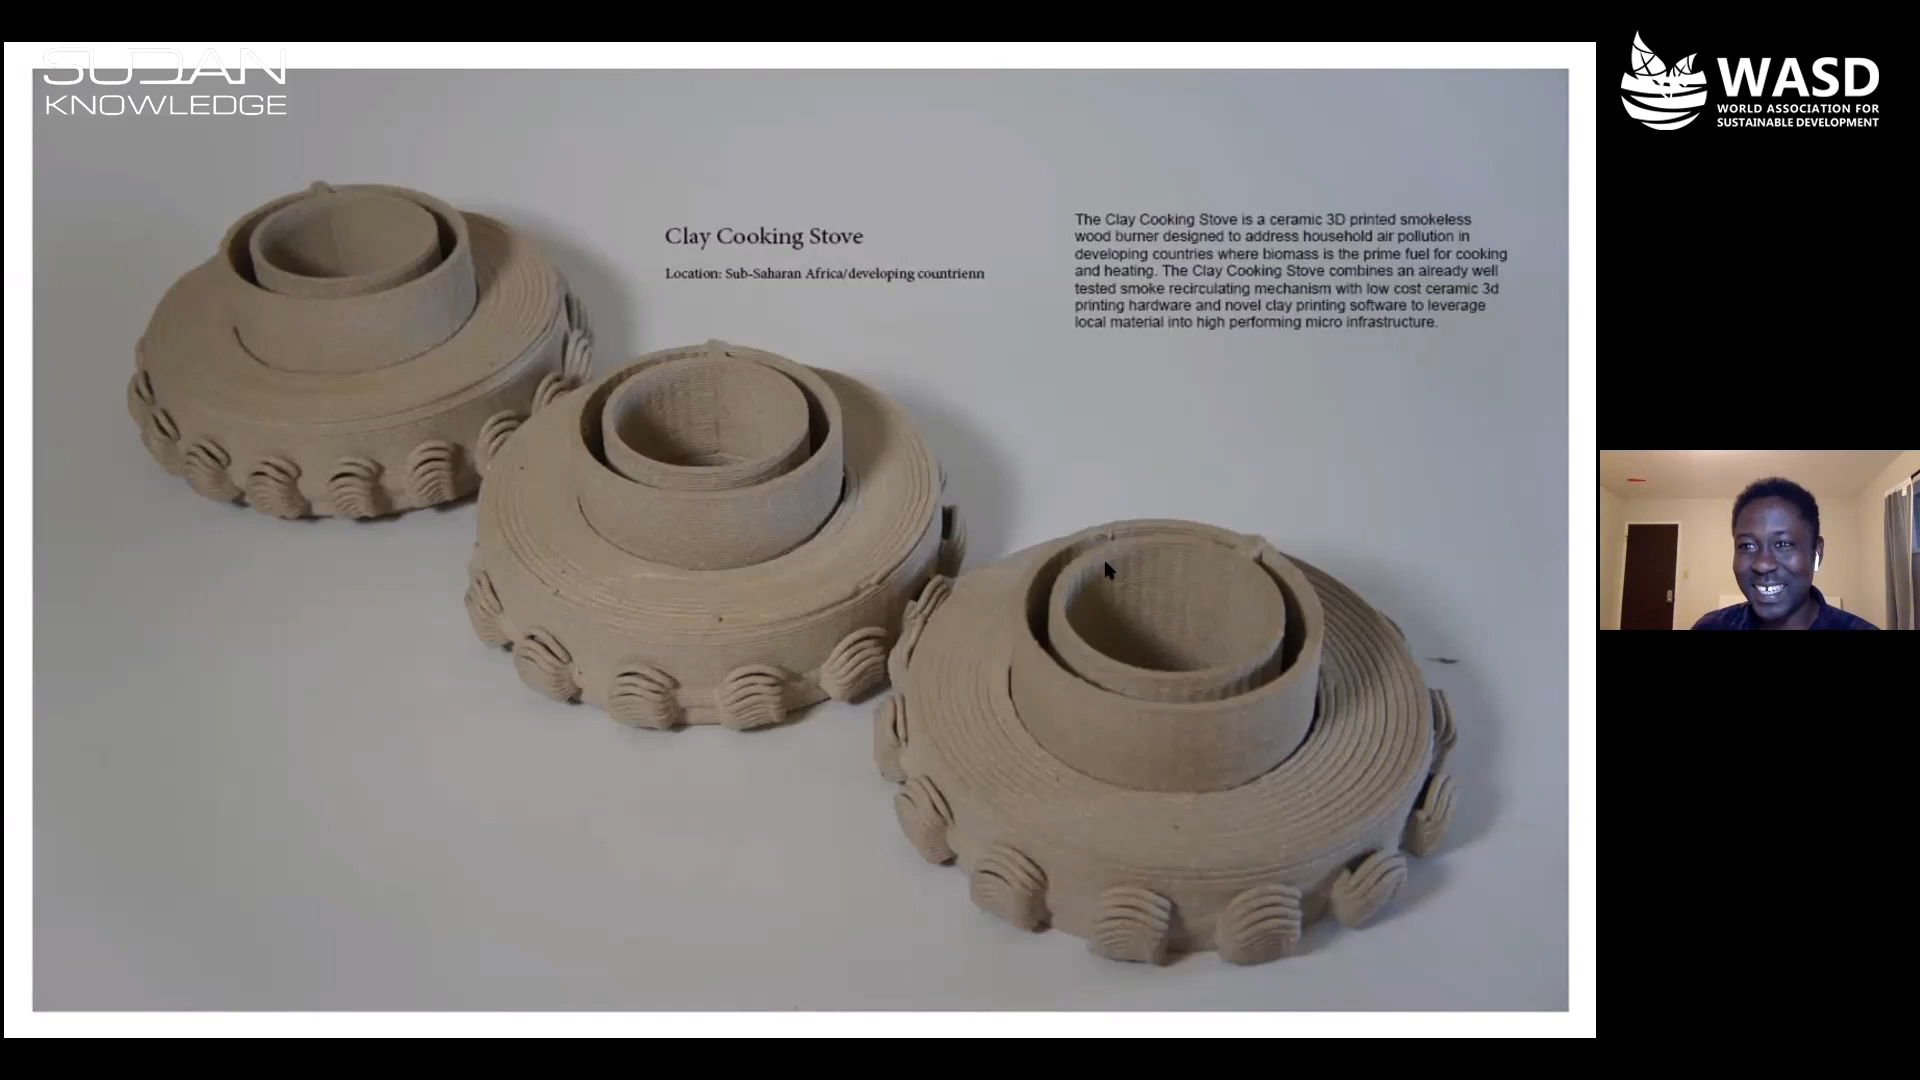 SUDAN
KNOWLEDGE
WASD
WORLD ASSOCIATION FOR
SUSTAINABLE DEVELOPMENT
Clay Cooking Stove
Location: Sub-Saharan Africa/developing countrienn
The Clay Cooking Stove is a ceramic 3D printed smokeless
wood burner designed to address household air pollution in
developing countries where biomass is the prime fuel for cooking
and heating. The Clay Cooking Stove combines an already well
tested smoke recirculating mechanism with low cost ceramic 3d
printing hardware and novel clay printing software to leverage
local material into high performing micro infrastructure.